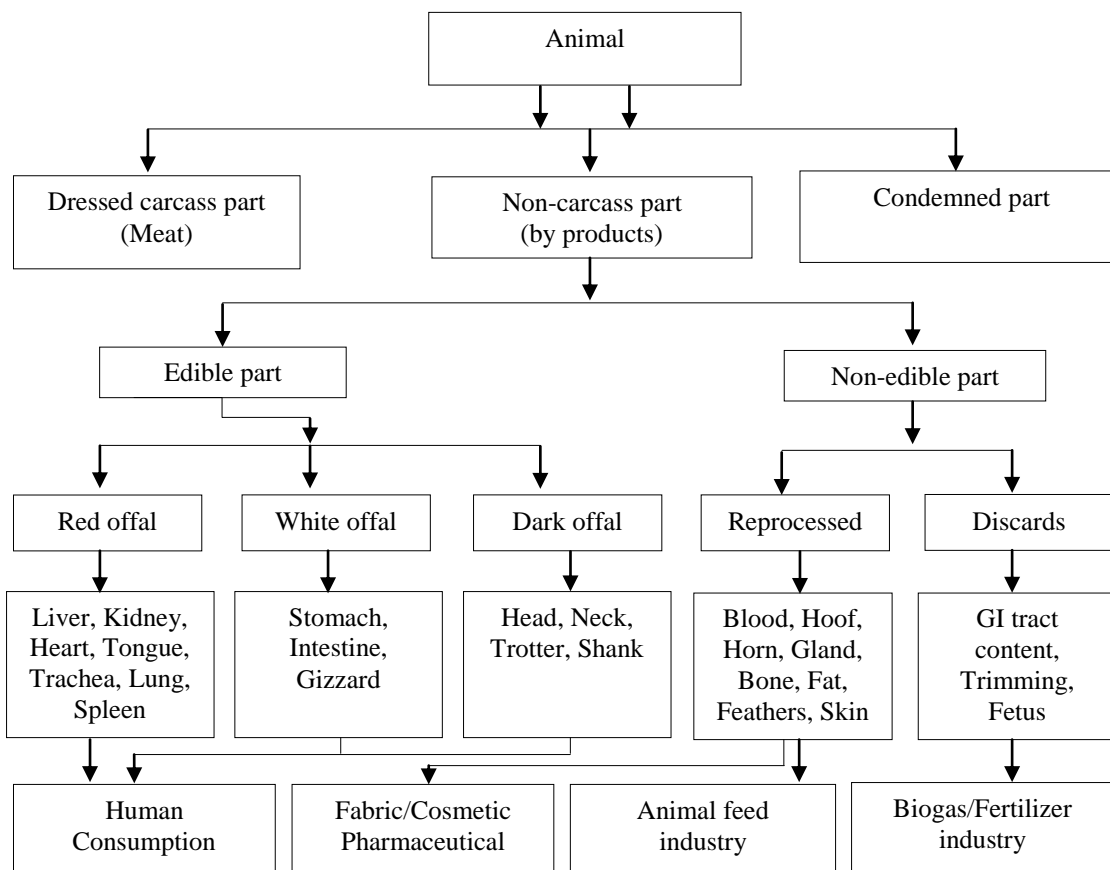 Animal
Dressed carcass part
(Meat)
Non-carcass part
(by products)
Condemned part
Edible part
Non-edible part
Red offal
White offal
Dark offal
Reprocessed
Discards
Liver, Kidney,
Heart, Tongue,
Trachea, Lung,
Spleen
Stomach,
Intestine,
Gizzard
Head, Neck,
Trotter, Shank
Blood, Hoof,
Horn, Gland,
Bone, Fat,
Feathers, Skin
GI tract
content,
Trimming,
Fetus
Human
Consumption
Fabric/Cosmetic
Pharmaceutical
Animal feed
industry
Biogas/Fertilizer
industry